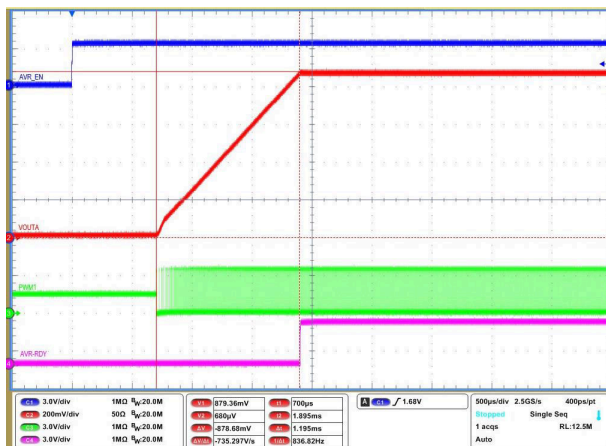 AVR_EN
1
VOUTA
2
PWM1
3
AVR-RDY
4
C1 3.0V/div 1MΩ BW:20.0M
C2 200mV/div 50Ω BW:20.0M
C3 3.0V/div 1MΩ BW:20.0M
C4 3.0V/div 1MΩ BW:20.0M
V1 879.36mV t1 700µs
V2 680µV t2 1.895ms
ΔV -878.68mV Δt 1.195ms
ΔV/Δt -735.297V/s 1/Δt 836.82Hz
A C1 1.68V
500µs/div 2.5GS/s 400ps/pt
Stopped Single Seq
1 acqs RL:12.5M
Auto